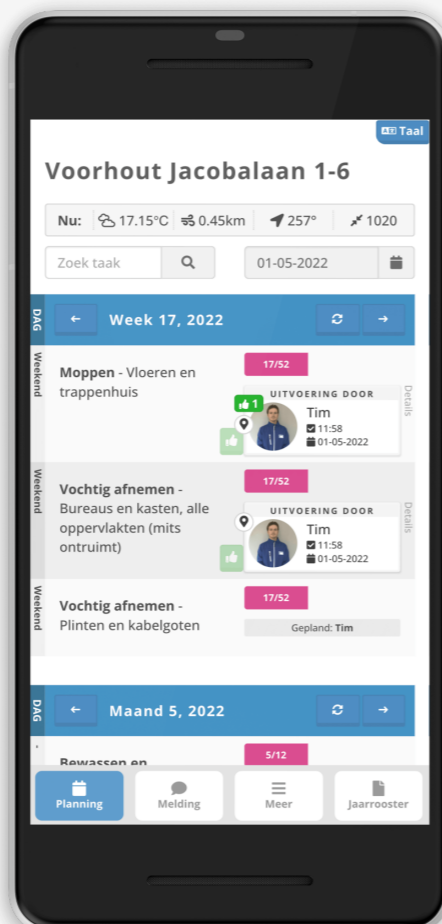 Taal
Voorhout Jacobalaan 1-6
Nu: 17.15°C 0.45km 257° 1020
Zoek taak
01-05-2022
DAG
Week 17, 2022
Weekend
Moppen - Vloeren en
trappenhuis
17/52
UITVOERING DOOR
1
Tim
11:58
01-05-2022
Details
Weekend
Vochtig afnemen -
Bureaus en kasten, alle
oppervlakten (mits
ontruimt)
17/52
UITVOERING DOOR
Tim
11:58
01-05-2022
Details
Weekend
Vochtig afnemen -
Plinten en kabelgoten
17/52
Gepland: Tim
DAG
Maand 5, 2022
Bewassen en
5/12
Planning
Melding
Meer
Jaarrooster